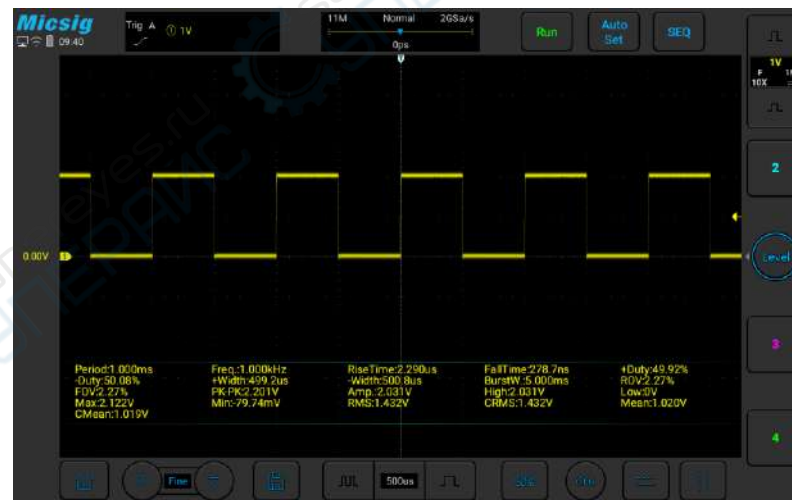 Micsig
09:40
Trig A
1 1V
11M Normal 2GSa/s
0ps
Run
Auto Set
SEQ
1V
10X
2
0.00V
1
Level
3
4
Period:1.000ms Freq.:1.000kHz RiseTime:2.290us FallTime:278.7ns +Duty:49.92%
-Duty:50.08% +Width:499.2us -Width:500.8us BurstW.:5.000ms ROV:2.27%
FOV:2.27% PK-PK:2.201V Amp.:2.031V High:2.031V Low:0V
Max:2.122V Min:-79.74mV RMS:1.432V CRMS:1.432V Mean:1.020V
CMean:1.019V
Fine
500us
50%